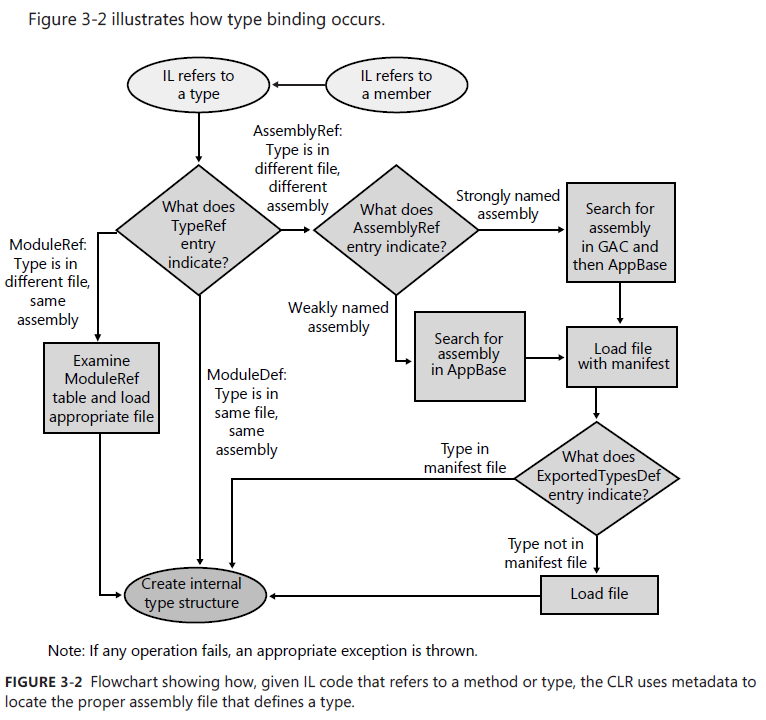 Figure 3-2 illustrates how type binding occurs.
IL refers to
a type
IL refers to
a member
AssemblyRef:
Type is in
different file,
different
assembly
What does
TypeRef
entry
indicate?
What does
AssemblyRef
entry indicate?
Strongly named
assembly
Search for
assembly
in GAC and
then AppBase
ModuleRef:
Type is in
different file,
same
assembly
Weakly named
assembly
Search for
assembly
in AppBase
Load file
with manifest
Examine
ModuleRef
table and load
appropriate file
ModuleDef:
Type is in
same file,
same
assembly
Type in
manifest file
What does
ExportedTypesDef
entry indicate?
Type not in
manifest file
Create internal
type structure
Load file
Note: If any operation fails, an appropriate exception is thrown.
FIGURE 3-2 Flowchart showing how, given IL code that refers to a method or type, the CLR uses metadata to
locate the proper assembly file that defines a type.